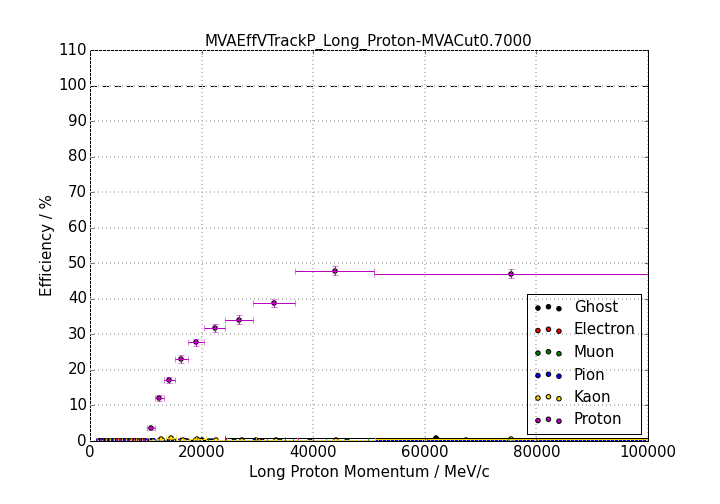 MVAEffVTrackP_Long_Proton-MVACut0.7000
110
100
90
80
70
60
50
40
30
20
10
0
Efficiency / %
Ghost
Electron
Muon
Pion
Kaon
Proton
0 20000 40000 60000 80000 100000
Long Proton Momentum / MeV/c